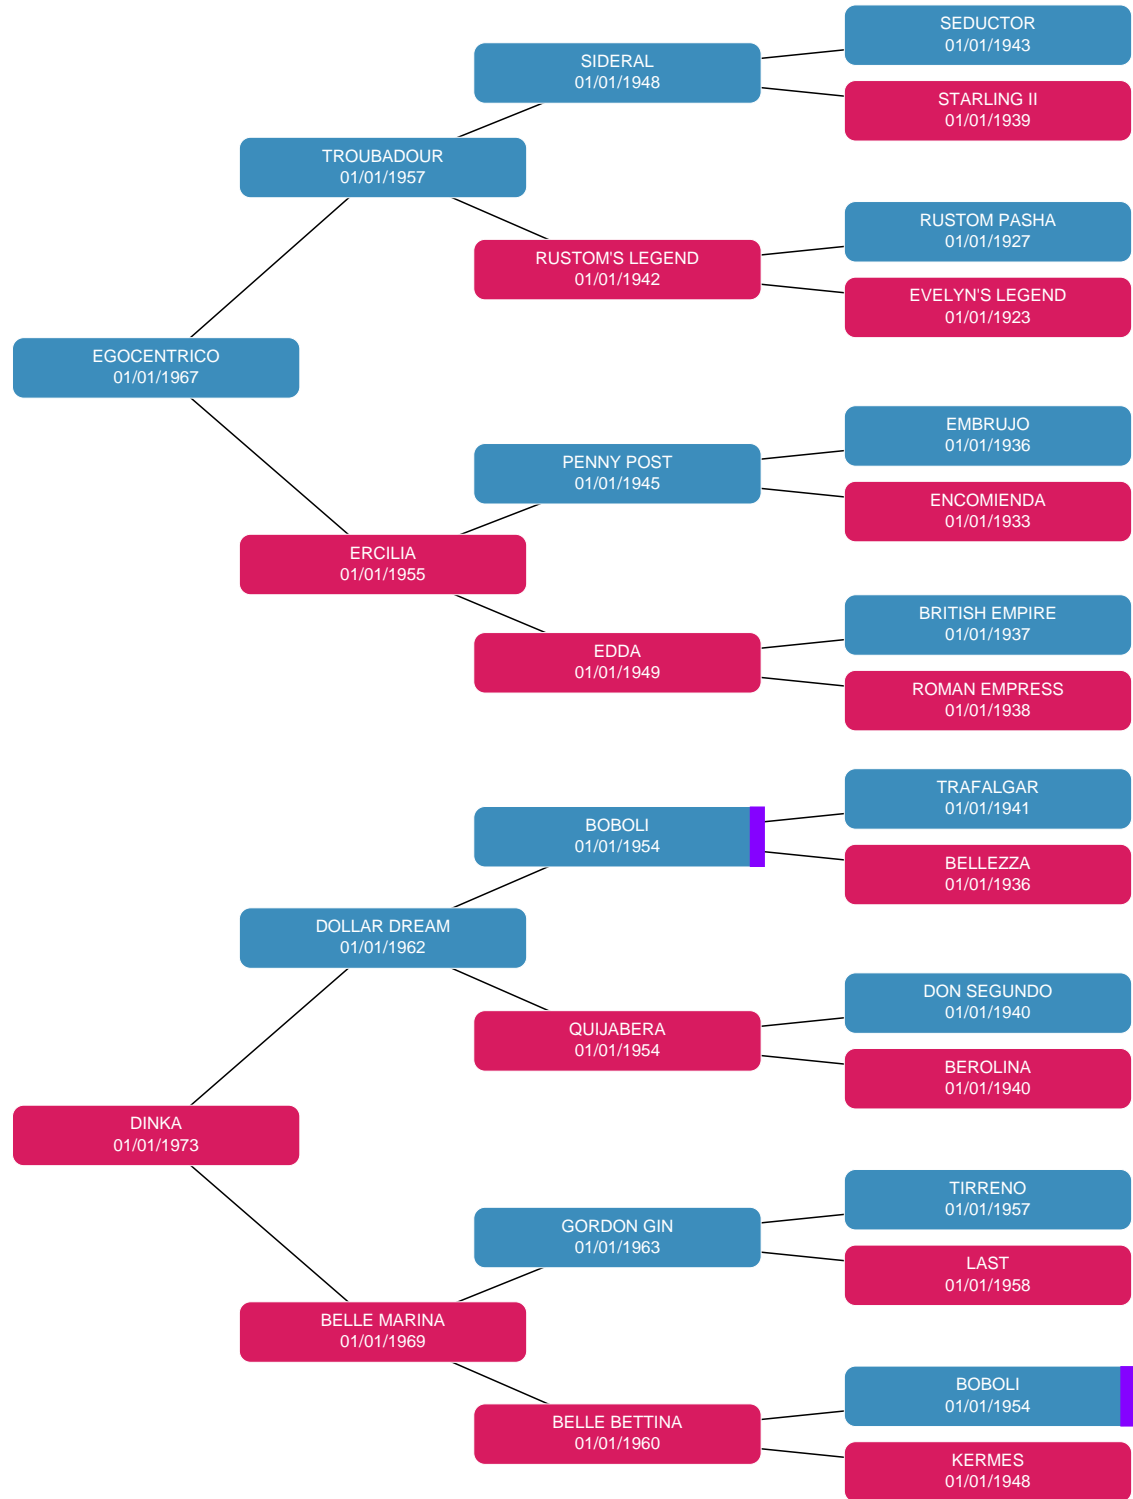 SEDUCTOR
01/01/1943
SIDERAL
01/01/1948
STARLING II
01/01/1939
TROUBADOUR
01/01/1957
RUSTOM PASHA
01/01/1927
RUSTOM'S LEGEND
01/01/1942
EVELYN'S LEGEND
01/01/1923
EGOCENTRICO
01/01/1967
EMBRUJO
01/01/1936
PENNY POST
01/01/1945
ENCOMIENDA
01/01/1933
ERCILIA
01/01/1955
BRITISH EMPIRE
01/01/1937
EDDA
01/01/1949
ROMAN EMPRESS
01/01/1938
TRAFALGAR
01/01/1941
BOBOLI
01/01/1954
BELLEZZA
01/01/1936
DOLLAR DREAM
01/01/1962
DON SEGUNDO
01/01/1940
QUIJABERA
01/01/1954
BEROLINA
01/01/1940
DINKA
01/01/1973
TIRRENO
01/01/1957
GORDON GIN
01/01/1963
LAST
01/01/1958
BELLE MARINA
01/01/1969
BOBOLI
01/01/1954
BELLE BETTINA
01/01/1960
KERMES
01/01/1948